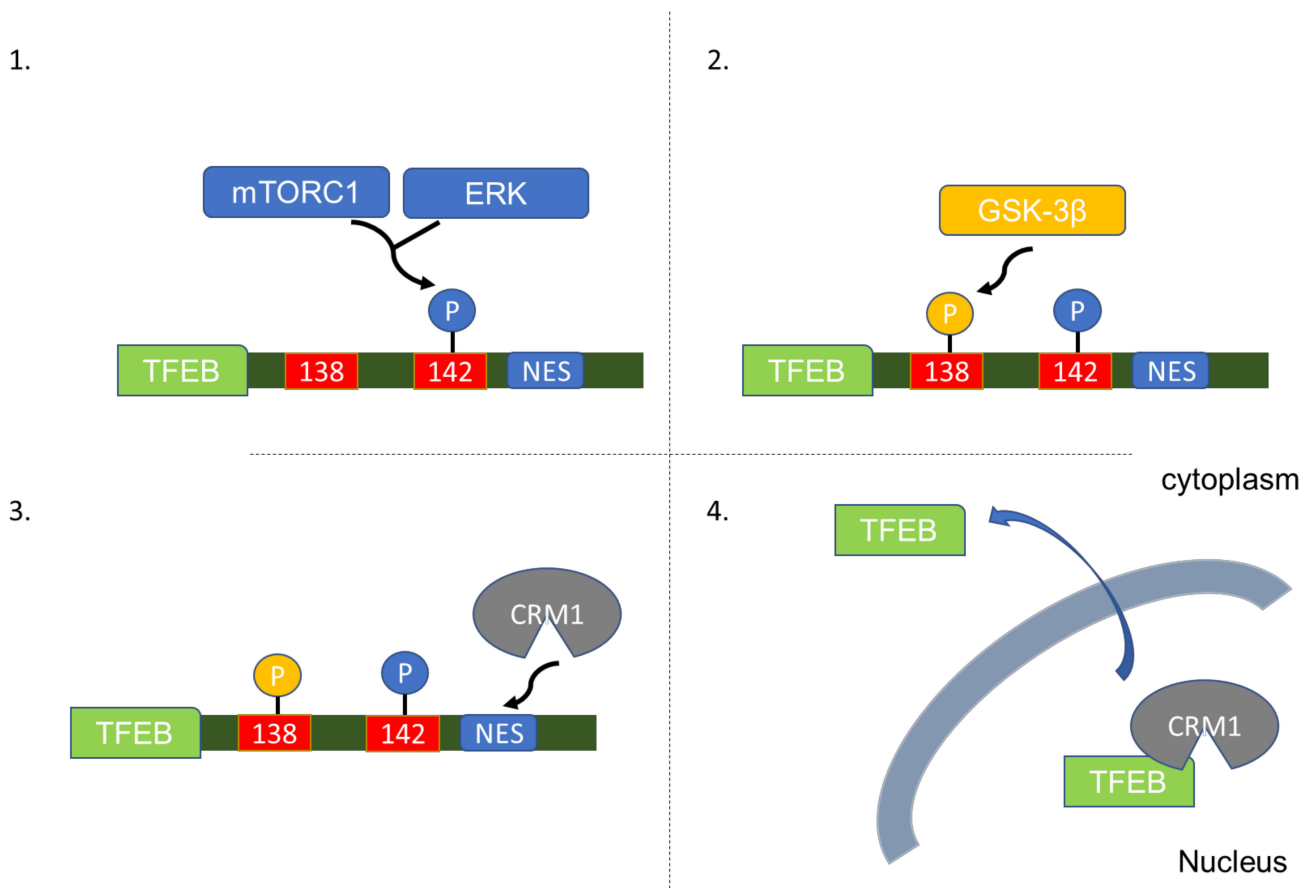 1.
mTORC1
ERK
P
TFEB
138
142
NES
2.
GSK-3β
P
P
TFEB
138
142
NES
3.
CRM1
P
P
TFEB
138
142
NES
cytoplasm
4.
TFEB
CRM1
TFEB
Nucleus